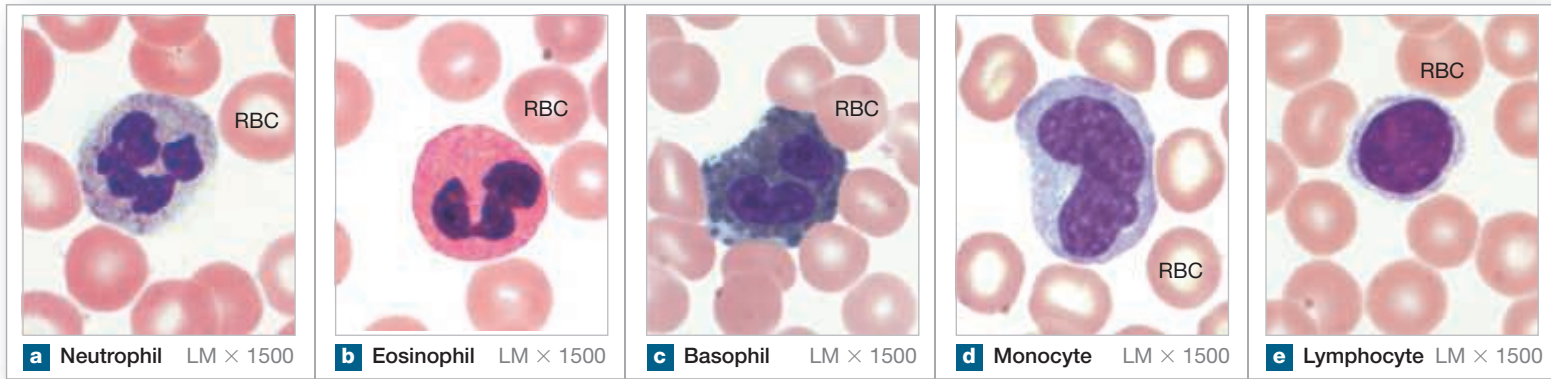 RBC
RBC
RBC
RBC
RBC
a Neutrophil LM × 1500
b Eosinophil LM × 1500
c Basophil LM × 1500
d Monocyte LM × 1500
e Lymphocyte LM × 1500